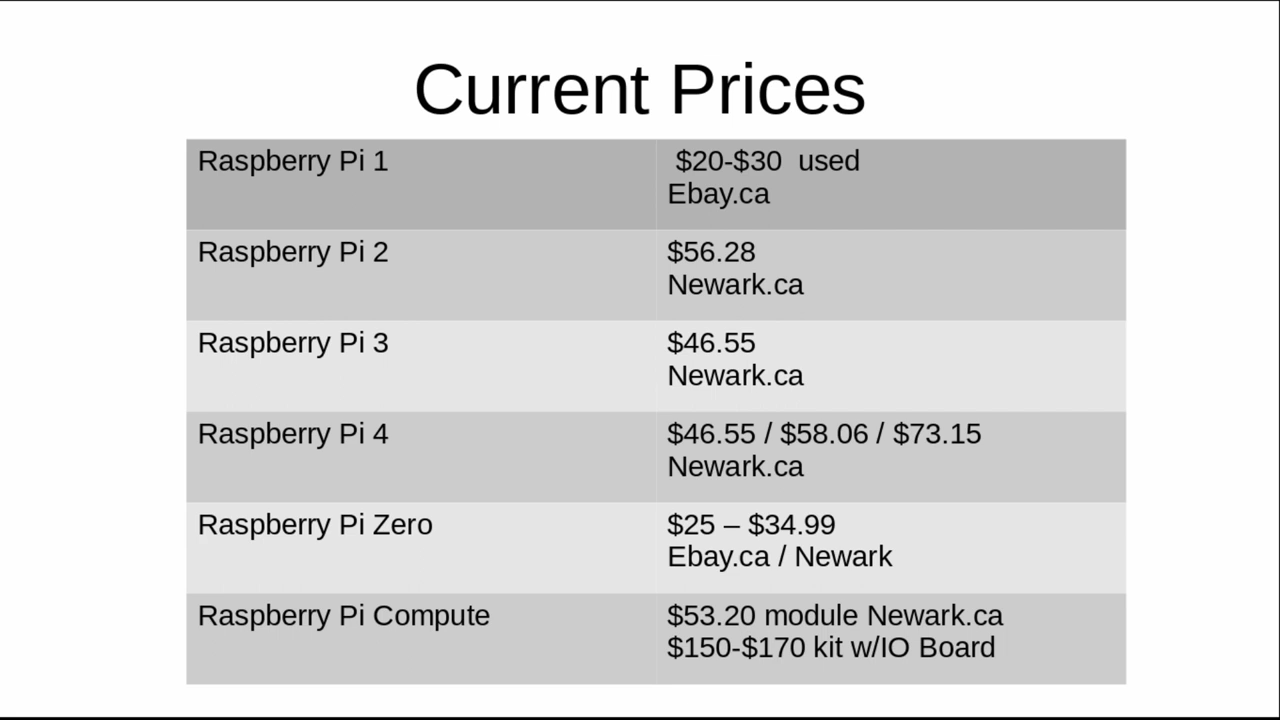 Current Prices
Raspberry Pi 1
$20-$30  used
Ebay.ca
Raspberry Pi 2
$56.28
Newark.ca
Raspberry Pi 3
$46.55
Newark.ca
Raspberry Pi 4
$46.55 / $58.06 / $73.15
Newark.ca
Raspberry Pi Zero
$25 – $34.99
Ebay.ca / Newark
Raspberry Pi Compute
$53.20 module Newark.ca
$150-$170 kit w/IO Board